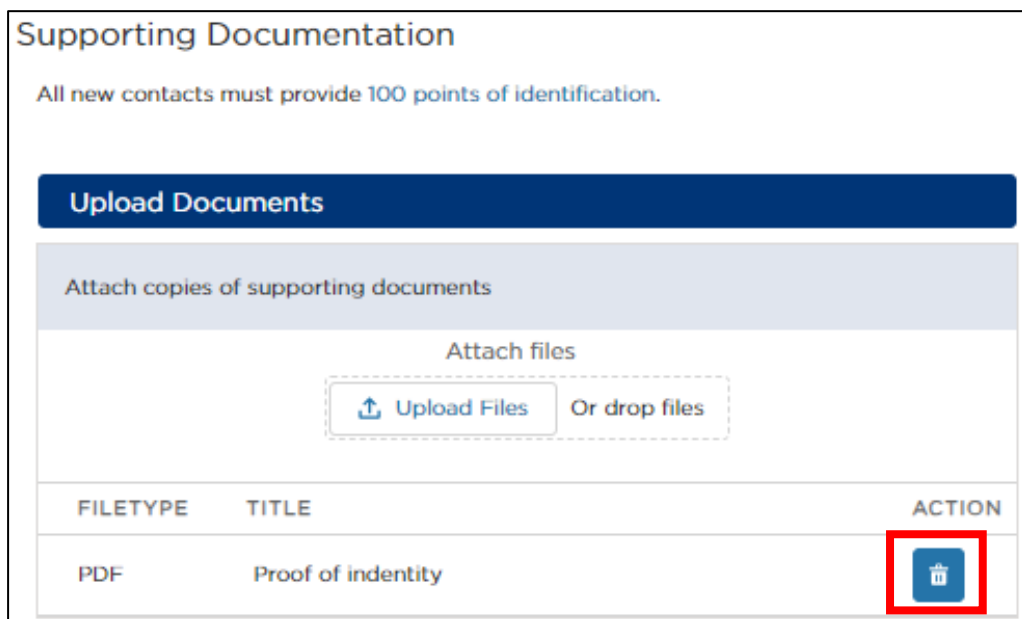 Supporting Documentation
All new contacts must provide 100 points of identification.
Upload Documents
Attach copies of supporting documents
Attach files
Upload Files Or drop files
FILETYPE TITLE ACTION
PDF Proof of indentity